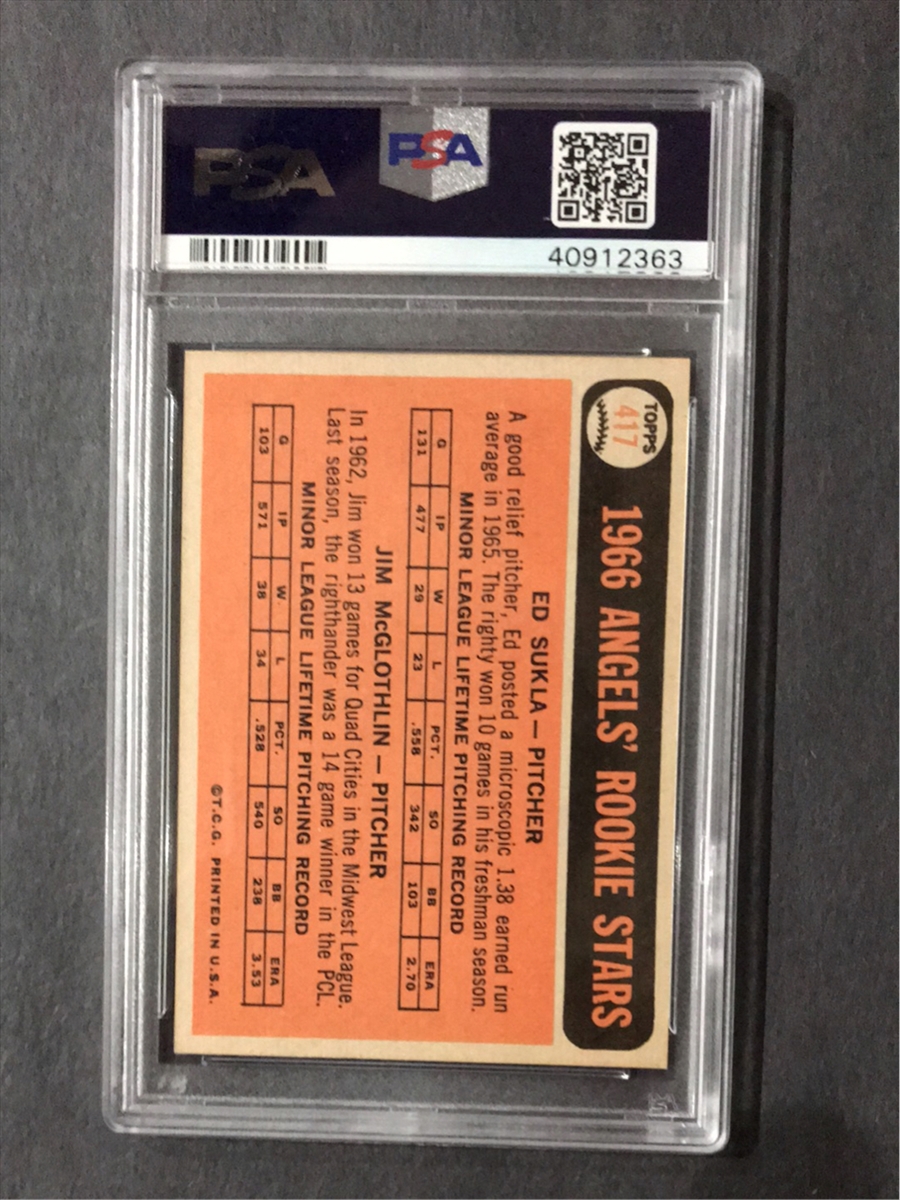 PSA
PSA
40912363
TOPPS
417
1966 ANGELS' ROOKIE STARS
ED SUKLA — PITCHER
A good relief pitcher, Ed posted a microscopic 1.38 earned run
average in 1965. The righty won 10 games in his freshman season.
MINOR LEAGUE LIFETIME PITCHING RECORD
G IP W L PCT. SO BB ERA
131 477 29 23 .558 342 103 2.70
JIM McGLOTHLIN — PITCHER
In 1962, Jim won 13 games for Quad Cities in the Midwest League.
Last season, the righthander was a 14 game winner in the PCL.
MINOR LEAGUE LIFETIME PITCHING RECORD
G IP W L PCT. SO BB ERA
103 571 38 34 .528 540 238 3.53
©T.C.G. PRINTED IN U.S.A.